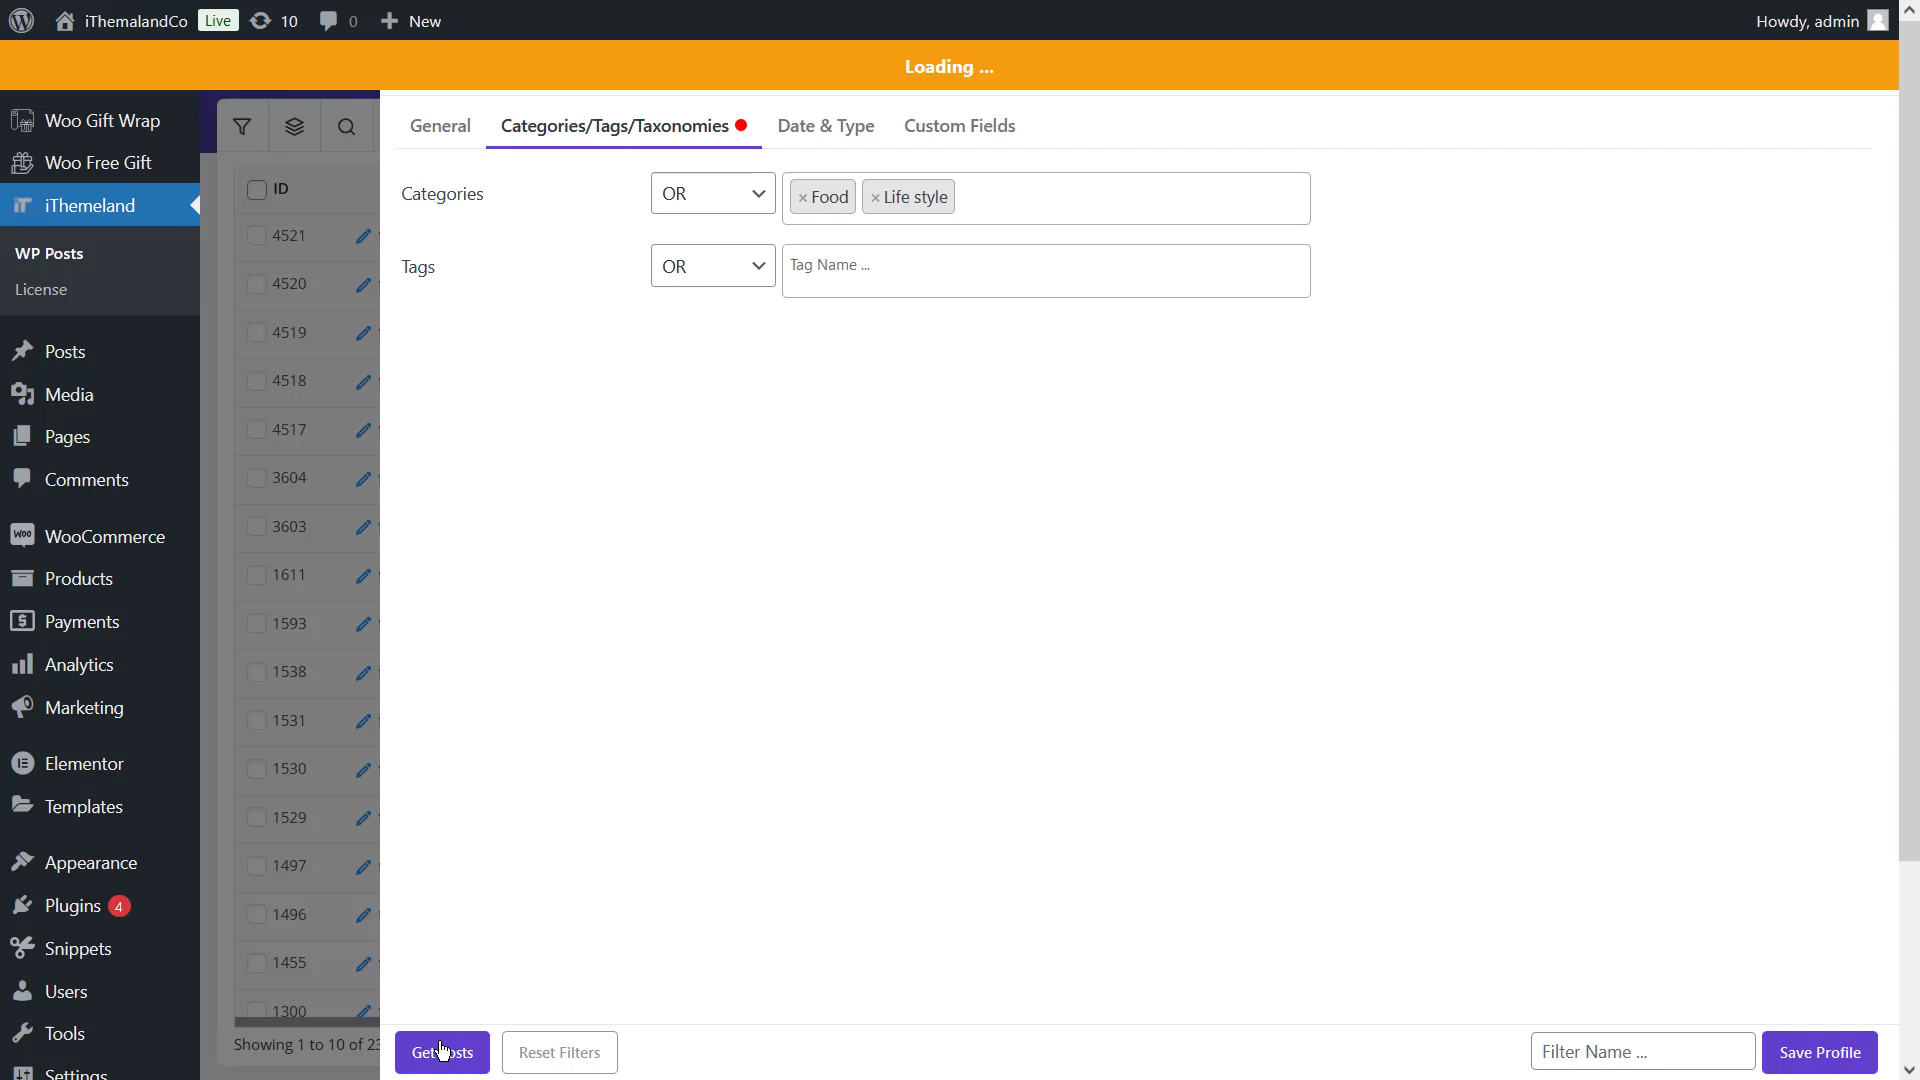 iThemalandCo Live 10 0 New Howdy, admin
Loading ...
Woo Gift Wrap
Woo Free Gift
iThemeland
WP Posts
License
Posts
Media
Pages
Comments
WooCommerce
Products
Payments
Analytics
Marketing
Elementor
Templates
Appearance
Plugins 4
Snippets
Users
Tools
Settings
ID
4521
4520
4519
4518
4517
3604
3603
1611
1593
1538
1531
1530
1529
1497
1496
1455
1300
Showing 1 to 10 of
General Categories/Tags/Taxonomies Date & Type Custom Fields
Categories OR × Food × Life style
Tags OR Tag Name ...
Get Posts Reset Filters Filter Name ... Save Profile